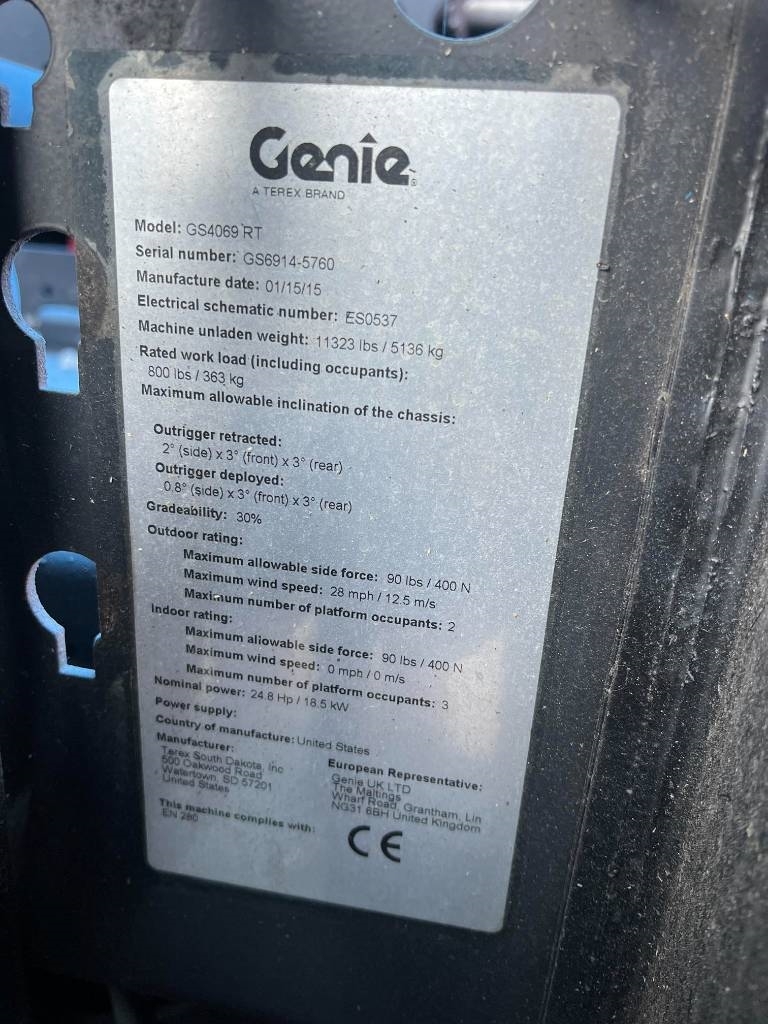 Genie®
A TEREX BRAND
Model: GS4069 RT
Serial number: GS6914-5760
Manufacture date: 01/15/15
Electrical schematic number: ES0537
Machine unladen weight: 11323 lbs / 5136 kg
Rated work load (including occupants):
800 lbs / 363 kg
Maximum allowable inclination of the chassis:
Outrigger retracted:
2° (side) x 3° (front) x 3° (rear)
Outrigger deployed:
0.8° (side) x 3° (front) x 3° (rear)
Gradeability: 30%
Outdoor rating:
Maximum allowable side force: 90 lbs / 400 N
Maximum wind speed: 28 mph / 12.5 m/s
Maximum number of platform occupants: 2
Indoor rating:
Maximum allowable side force: 90 lbs / 400 N
Maximum wind speed: 0 mph / 0 m/s
Maximum number of platform occupants: 3
Nominal power: 24.8 Hp / 18.5 kW
Power supply:
Country of manufacture: United States
Manufacturer:
Terex South Dakota, Inc
500 Oakwood Road
Watertown, SD 57201
United States
European Representative:
Genie UK LTD
The Maltings
Wharf Road, Grantham, Lin
NG31 6BH United Kingdom
This machine complies with:
EN 280
CE